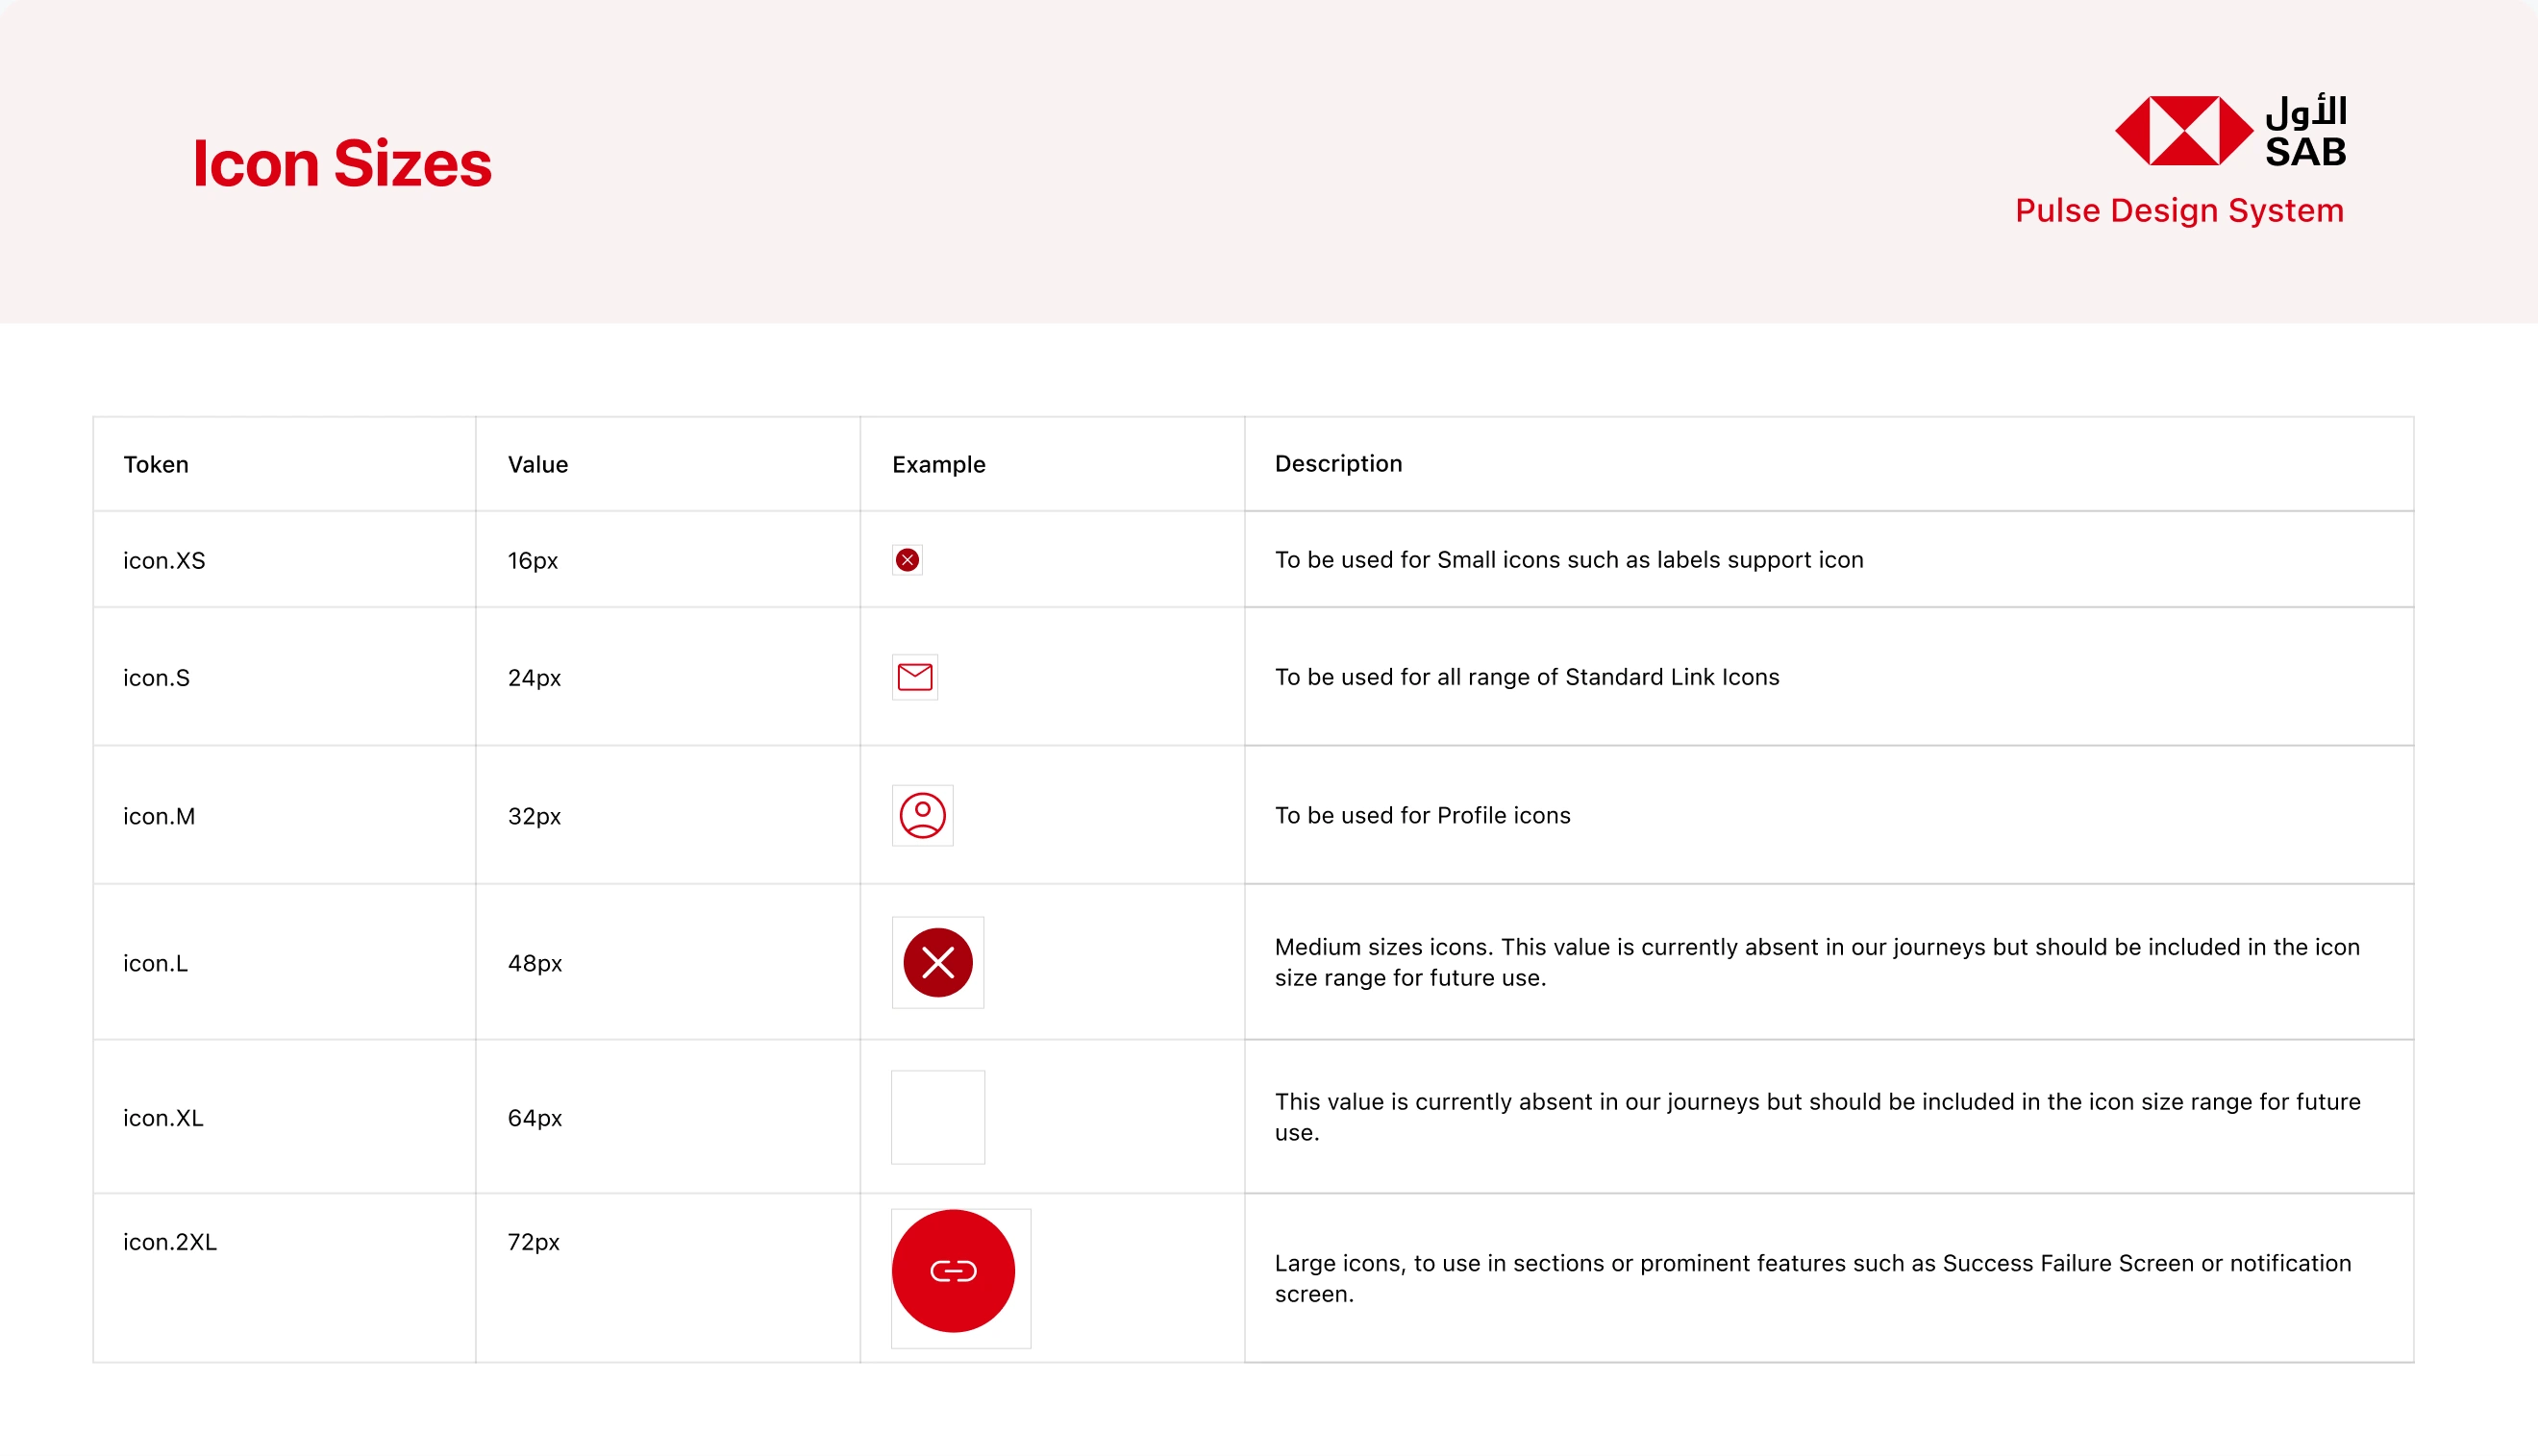 Icon Sizes
الأول
SAB
Pulse Design System
Token
Value
Example
Description
icon.XS
16px
To be used for Small icons such as labels support icon
icon.S
24px
To be used for all range of Standard Link Icons
icon.M
32px
To be used for Profile icons
icon.L
48px
Medium sizes icons. This value is currently absent in our journeys but should be included in the icon
size range for future use.
icon.XL
64px
This value is currently absent in our journeys but should be included in the icon size range for future
use.
icon.2XL
72px
Large icons, to use in sections or prominent features such as Success Failure Screen or notification
screen.